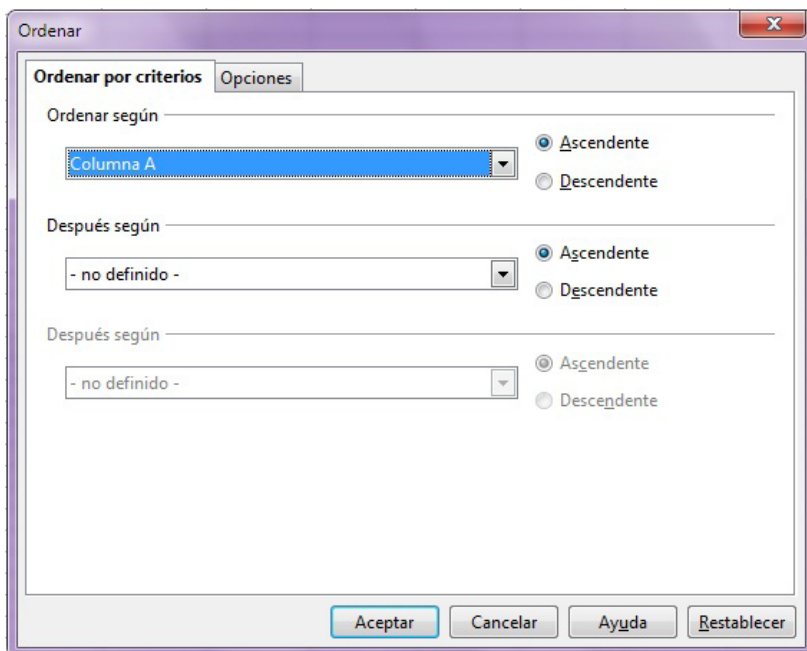 Ordenar
Ordenar por criterios Opciones
Ordenar según
Columna A
Ascendente
Descendente
Después según
- no definido -
Ascendente
Descendente
Después según
- no definido -
Ascendente
Descendente
Aceptar Cancelar Ayuda Restablecer